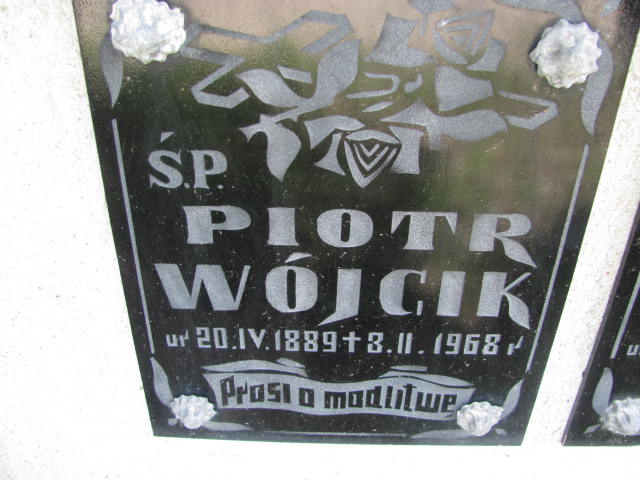 Ś.P.
PIOTR
WÓJCIK
ur 20.IV.1889 + 8.II.1968 r
Prosi o modlitwę